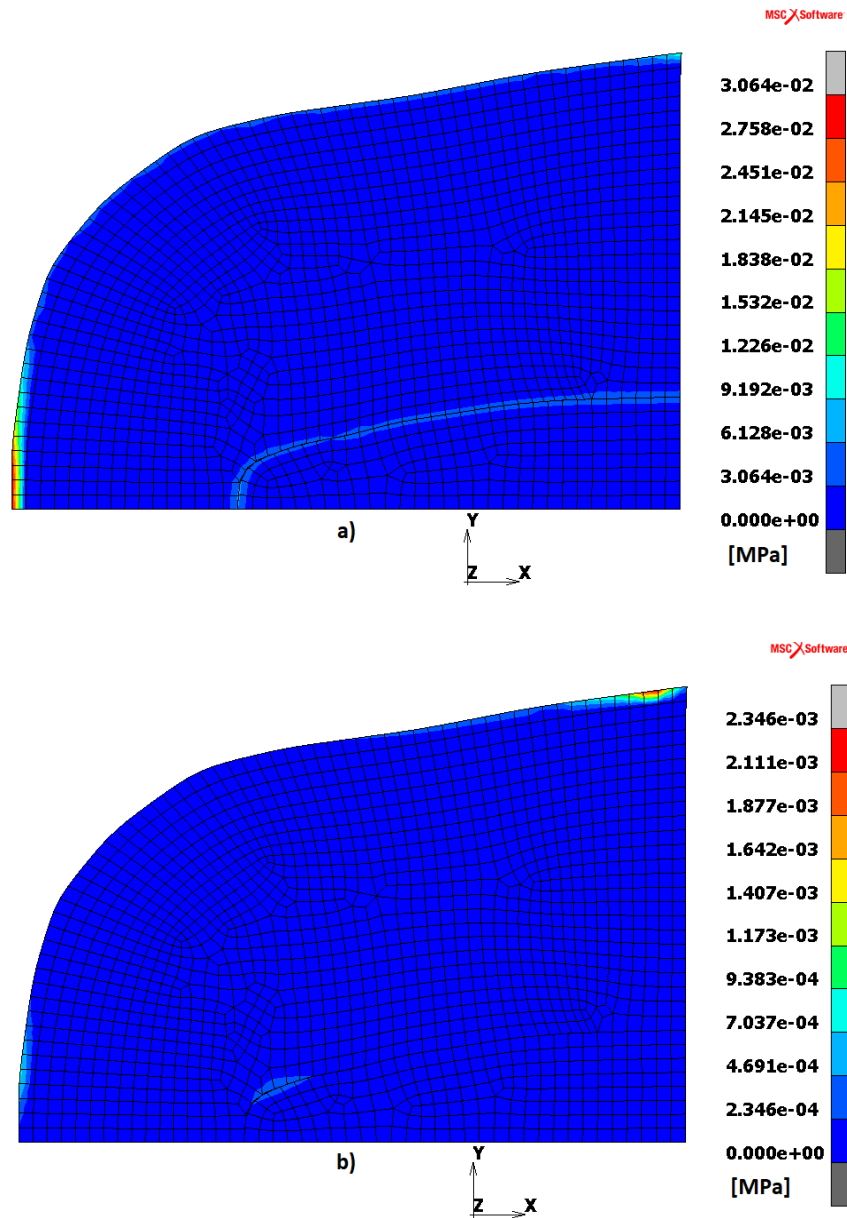 MSC Software
3.064e-02
2.758e-02
2.451e-02
2.145e-02
1.838e-02
1.532e-02
1.226e-02
9.192e-03
6.128e-03
3.064e-03
0.000e+00
[MPa]
a)
Y
Z X
MSC Software
2.346e-03
2.111e-03
1.877e-03
1.642e-03
1.407e-03
1.173e-03
9.383e-04
7.037e-04
4.691e-04
2.346e-04
0.000e+00
[MPa]
b)
Y
Z X